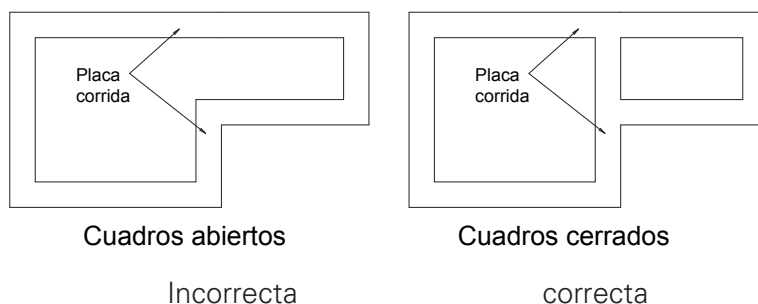 Placa
corrida
Placa
corrida
Cuadros abiertos
Cuadros cerrados
Incorrecta
correcta